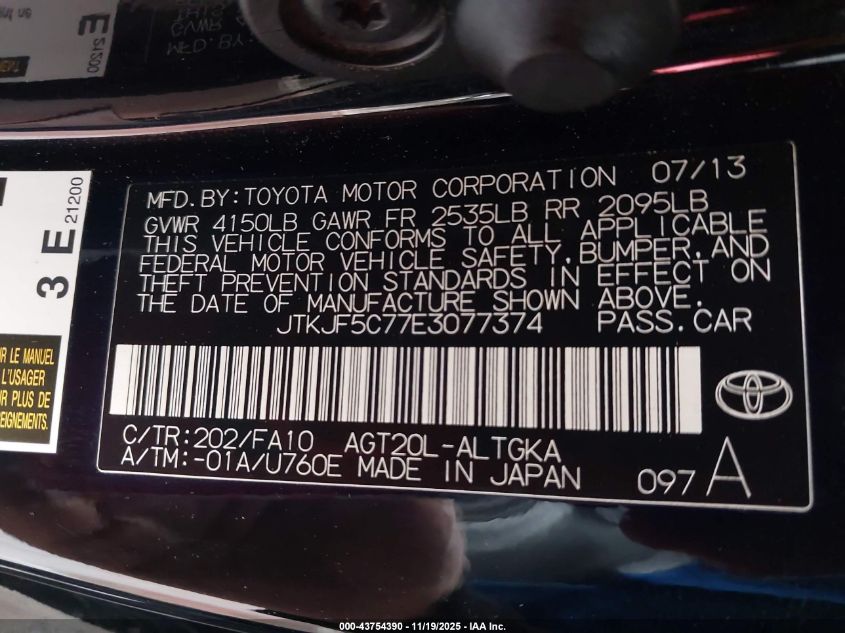 MFD. BY: TOYOTA MOTOR CORPORATION 07/13
GVWR 4150LB GAWR FR 2535LB RR 2095LB
THIS VEHICLE CONFORMS TO ALL APPLICABLE
FEDERAL MOTOR VEHICLE SAFETY, BUMPER, AND
THEFT PREVENTION STANDARDS IN EFFECT ON
THE DATE OF MANUFACTURE SHOWN ABOVE.
JTKJF5C77E3077374 PASS.CAR
C/TR:202/FA10 AGT20L-ALTGKA
A/TM:-01A/U760E MADE IN JAPAN
097 A
3 E 21200
LE MANUEL
L'USAGER
PLUS DE
000-43754390 - 11/19/2025 - IAA Inc.